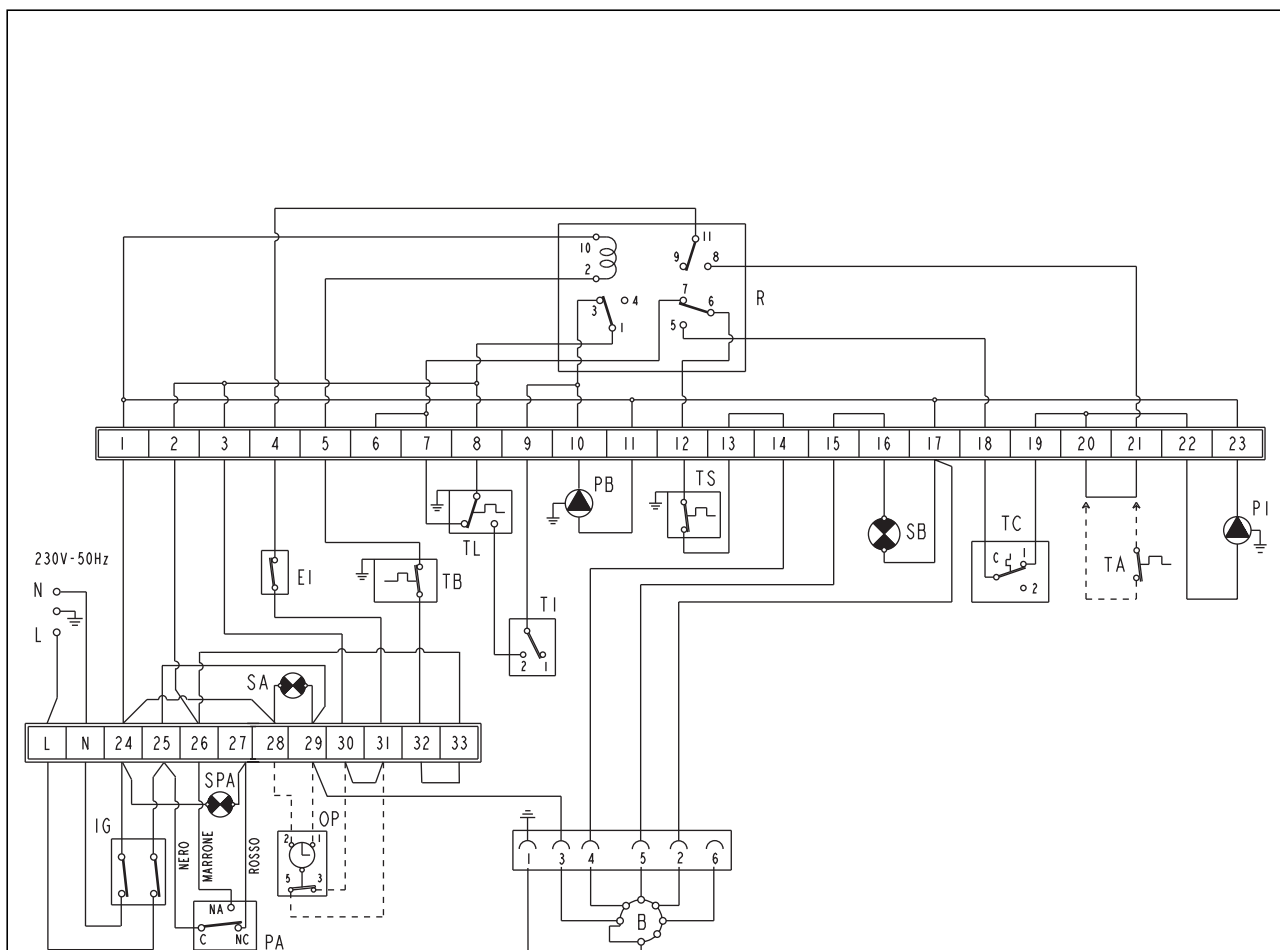 11
10
9 8
2
7
R
6
3 4
5
1
1 2 3 4 5 6 7 8 9 10 11 12 13 14 15 16 17 18 19 20 21 22 23
TS
PB
PI
SB
TC
TL
230V-50Hz
C 1
TA
EI
TB
N
2
TI
L
2 1
SA
L N 24 25 26 27 28 29 30 31 32 33
SPA
OP
IG
2 1
NERO
MARRONE
ROSSO
1 3 4 5 2 6
5 3
NA
B
C NC PA